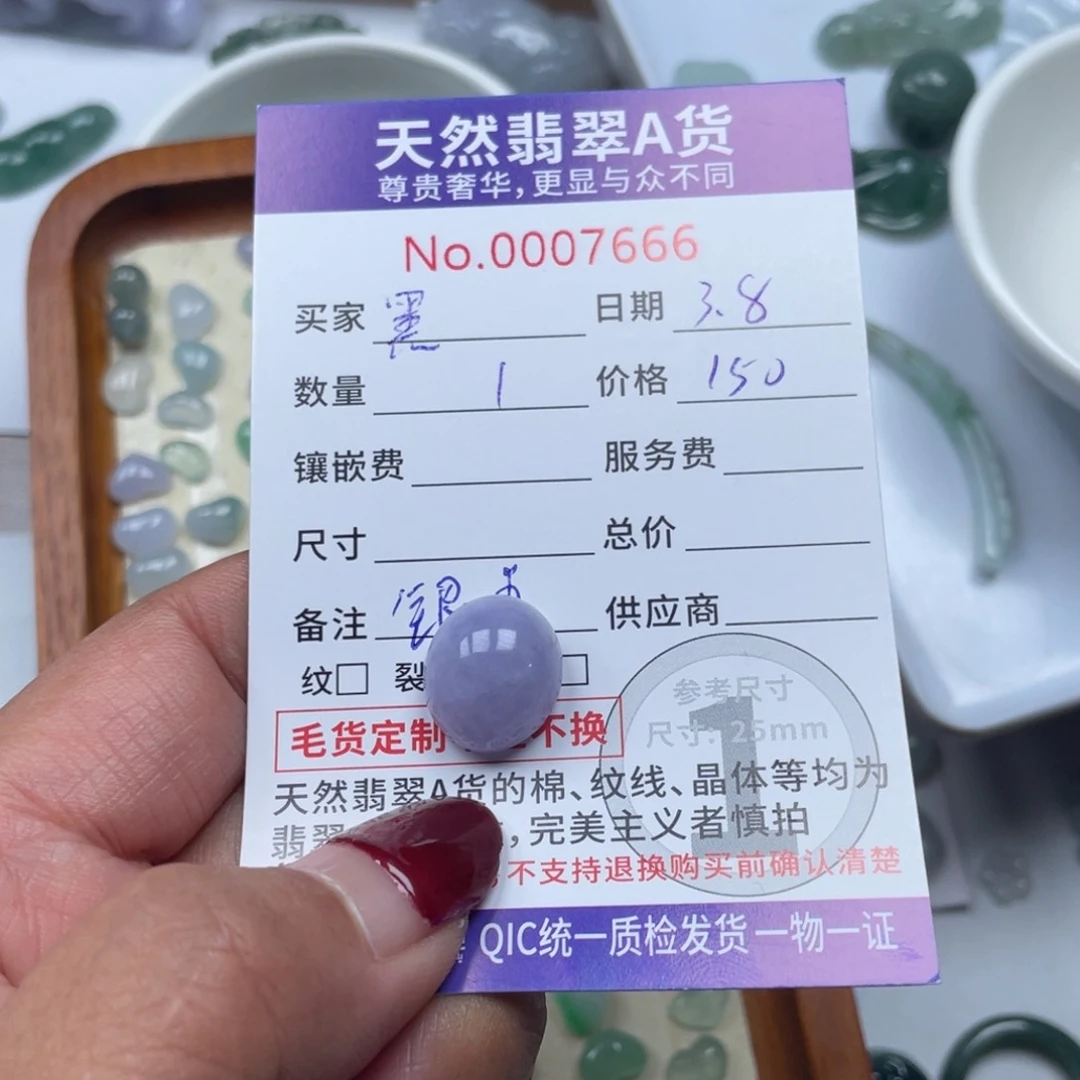 天然翡翠A货
尊贵奢华，更显与众不同
No.0007666
买家 黑 日期 3.8
数量 1 价格 150
镶嵌费 服务费
尺寸 总价
备注 银 供应商
纹□ 裂 □
毛货定制 不换
参考尺寸
尺寸: 25mm
1
天然翡翠A货的棉、纹线、晶体等均为
翡翠 ，完美主义者慎拍
不支持退换购买前确认清楚
QIC统一质检发货一物一证